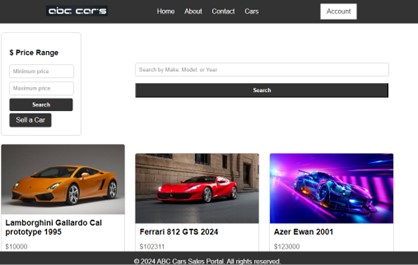 abc cars
Home About Contact Cars
Account
$ Price Range
Minimum price
Maximum price
Search
Sell a Car
Search by Make, Model, or Year
Search
Lamborghini Gallardo Cal
prototype 1995
$10000
Ferrari 812 GTS 2024
$102311
Azer Ewan 2001
$123000
© 2024 ABC Cars Sales Portal. All rights reserved.